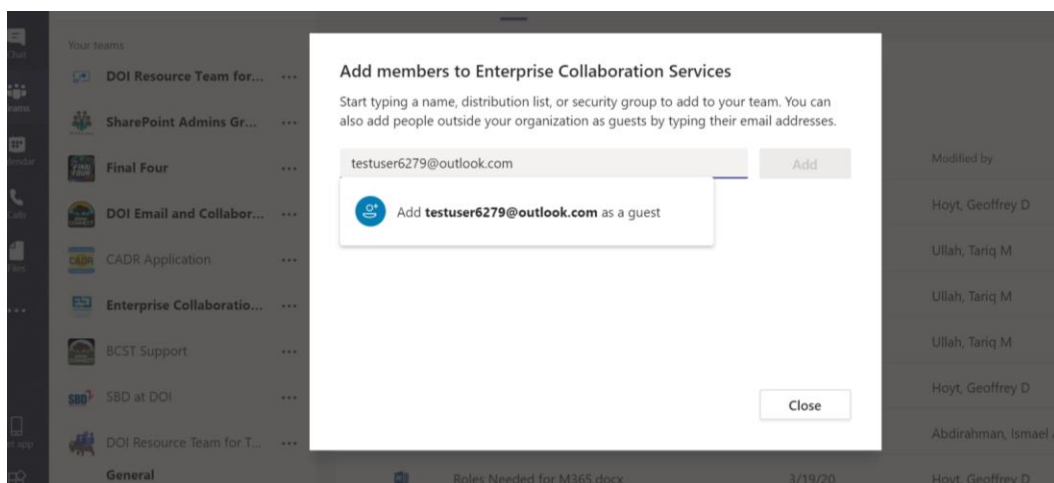 Chat
Your teams
DOI Resource Team for... ...
SharePoint Admins Gr... ...
Final Four ...
DOI Email and Collabor... ...
CADR Application ...
Enterprise Collaboratio... ...
BCST Support ...
SBD SBD at DOI ...
DOI Resource Team for T... ...
General
Calls
Files
Add members to Enterprise Collaboration Services
Start typing a name, distribution list, or security group to add to your team. You can
also add people outside your organization as guests by typing their email addresses.
testuser6279@outlook.com
Add
Add testuser6279@outlook.com as a guest
Close
Modified by
Hoyt, Geoffrey D
Ullah, Tariq M
Ullah, Tariq M
Ullah, Tariq M
Hoyt, Geoffrey D
Abdirahman, Ismael
Roles Needed for M365.docx 3/19/20 Hoyt, Geoffrey D